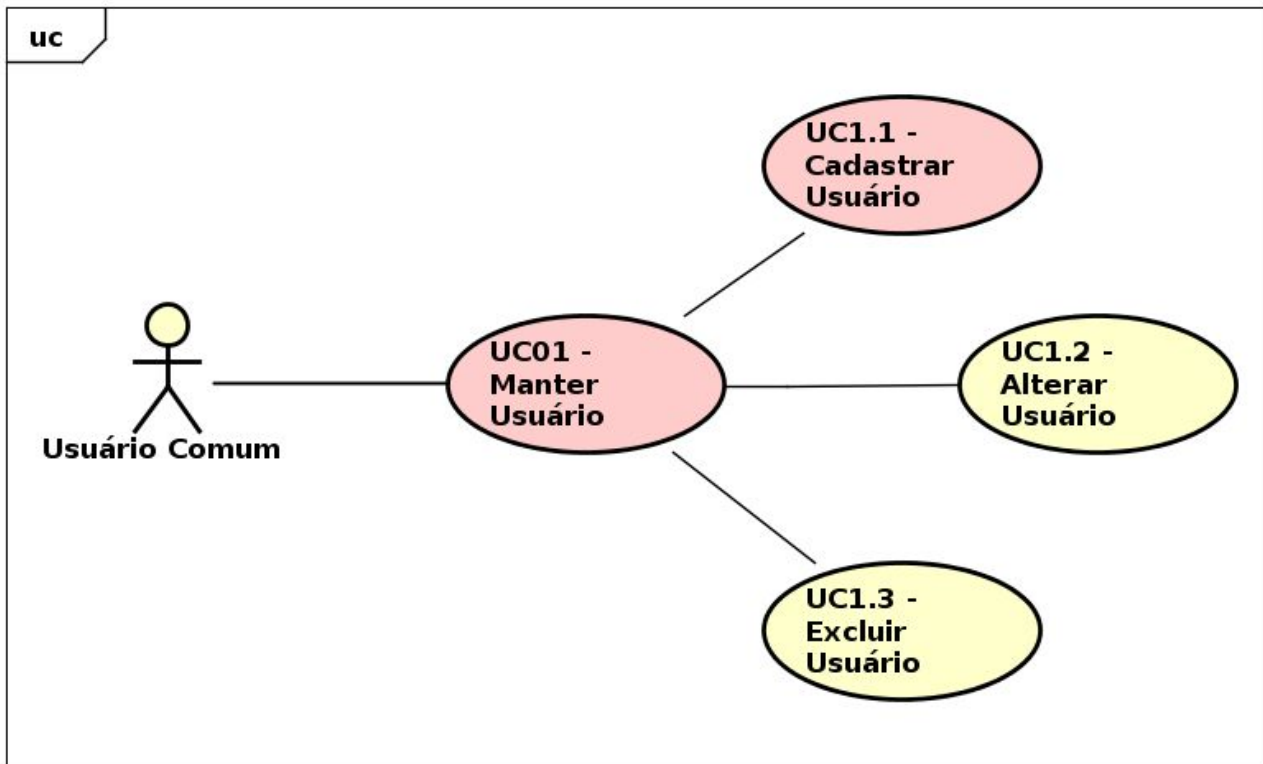 uc
UC1.1 -
Cadastrar
Usuário
UC01 -
Manter
Usuário
UC1.2 -
Alterar
Usuário
Usuário Comum
UC1.3 -
Excluir
Usuário